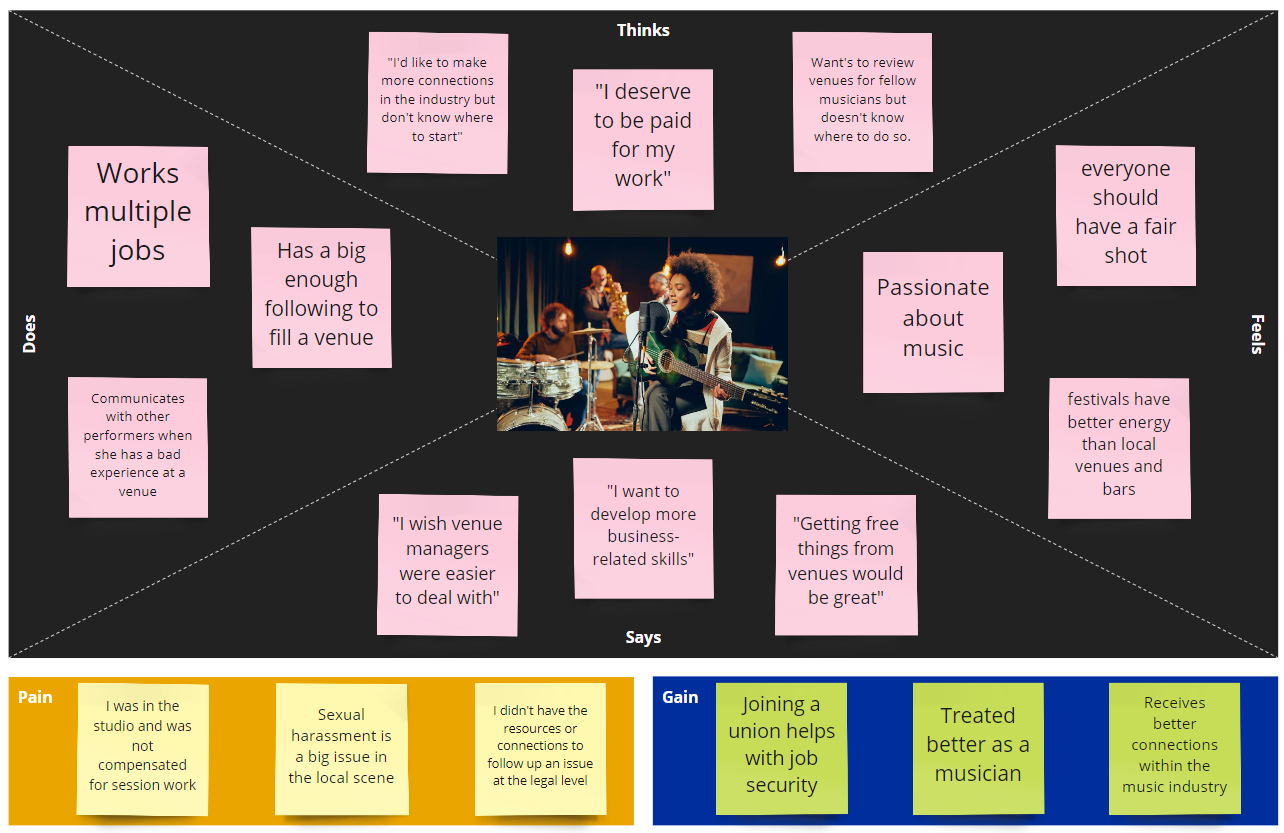 Thinks
"I'd like to make
more connections
in the industry but
don't know where
to start"
"I deserve
to be paid
for my
work"
Want's to review
venues for fellow
musicians but
doesn't know
where to do so.
Does
Works
multiple
jobs
Has a big
enough
following to
fill a venue
Communicates
with other
performers when
she has a bad
experience at a
venue
Feels
everyone
should
have a fair
shot
Passionate
about
music
festivals have
better energy
than local
venues and
bars
"I wish venue
managers
were easier
to deal with"
"I want to
develop more
business-
related skills"
"Getting free
things from
venues would
be great"
Says
Pain
I was in the
studio and was
not
compensated
for session work
Sexual
harassment is
a big issue in
the local scene
I didn't have the
resources or
connections to
follow up an issue
at the legal level
Gain
Joining a
union helps
with job
security
Treated
better as a
musician
Receives
better
connections
within the
music industry